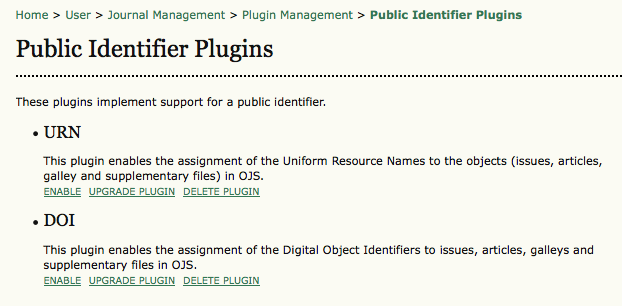 Home > User > Journal Management > Plugin Management > Public Identifier Plugins
Public Identifier Plugins
These plugins implement support for a public identifier.
• URN
This plugin enables the assignment of the Uniform Resource Names to the objects (issues, articles,
galley and supplementary files) in OJS.
ENABLE UPGRADE PLUGIN DELETE PLUGIN
• DOI
This plugin enables the assignment of the Digital Object Identifiers to issues, articles, galleys and
supplementary files in OJS.
ENABLE UPGRADE PLUGIN DELETE PLUGIN